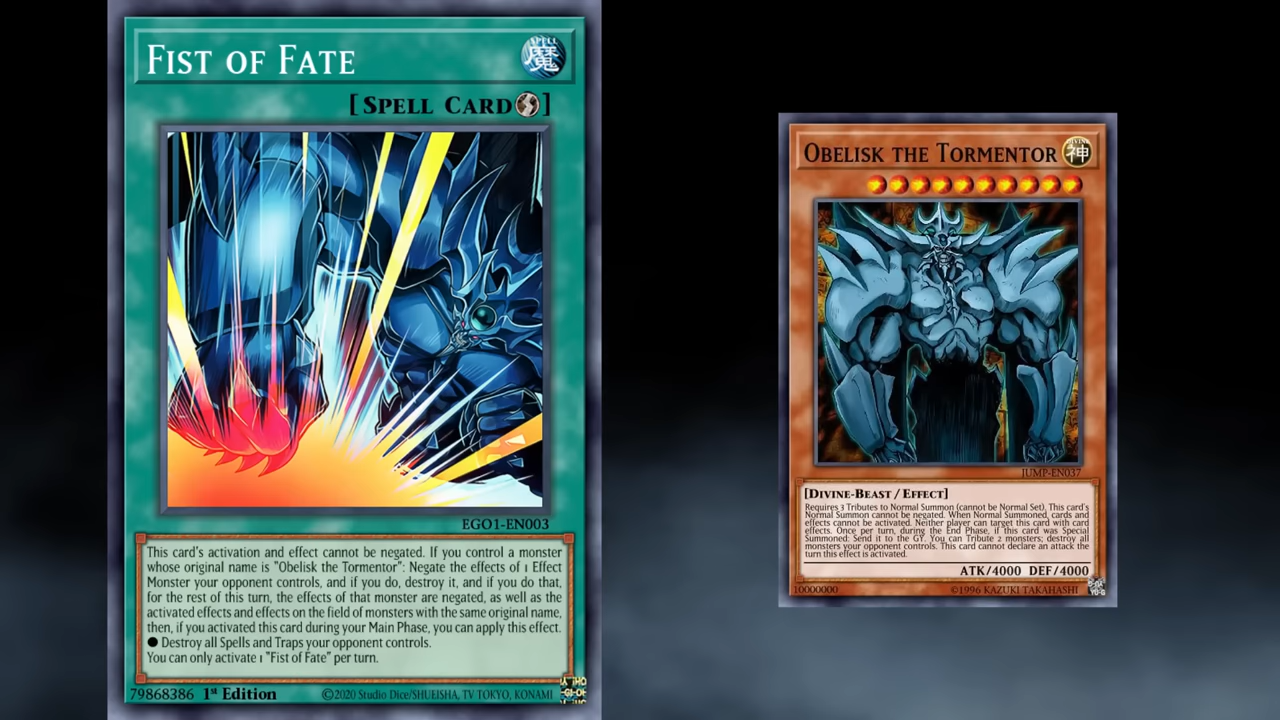 FIST OF FATE
SPELL
魔
[SPELL CARD]
EGO1-EN003
This card's activation and effect cannot be negated. If you control a monster
whose original name is "Obelisk the Tormentor": Negate the effects of 1 Effect
Monster your opponent controls, and if you do, destroy it, and if you do that,
for the rest of this turn, the effects of that monster are negated, as well as the
activated effects and effects on the field of monsters with the same original name,
then, if you activated this card during your Main Phase, you can apply this effect.
● Destroy all Spells and Traps your opponent controls.
You can only activate 1 "Fist of Fate" per turn.
79868386 1st Edition ©2020 Studio Dice/SHUEISHA, TV TOKYO, KONAMI
OBELISK THE TORMENTOR
DIVINE
神
JUMP-EN037
[DIVINE-BEAST / EFFECT]
Requires 3 Tributes to Normal Summon (cannot be Normal Set). This card's
Normal Summon cannot be negated. When Normal Summoned, cards and
effects cannot be activated. Neither player can target this card with card
effects. Once per turn, during the End Phase, if this card was Special
Summoned: Send it to the GY. You can Tribute 2 monsters; destroy all
monsters your opponent controls. This card cannot declare an attack the
turn this effect is activated.
ATK/4000 DEF/4000
10000000 ©1996 KAZUKI TAKAHASHI